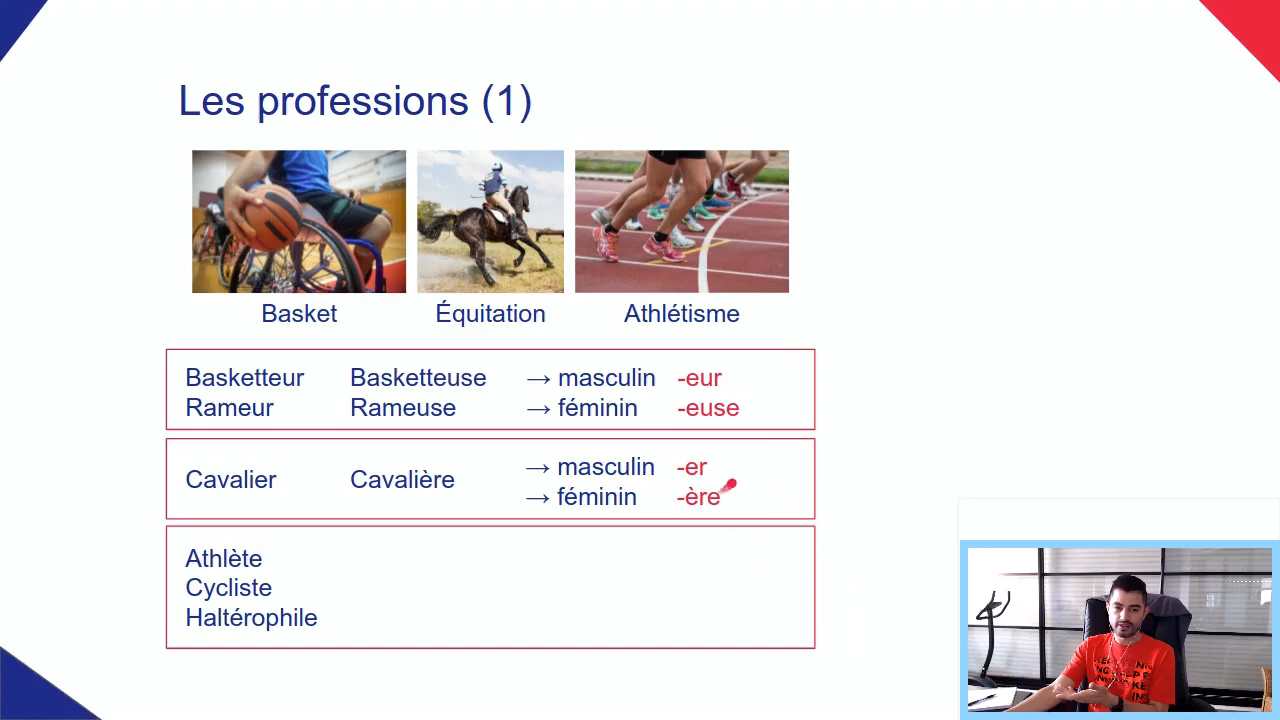 Les professions (1)
Basket Équitation Athlétisme
Basketteur Basketteuse → masculin -eur
Rameur Rameuse → féminin -euse
Cavalier Cavalière → masculin -er
→ féminin -ère
Athlète
Cycliste
Haltérophile